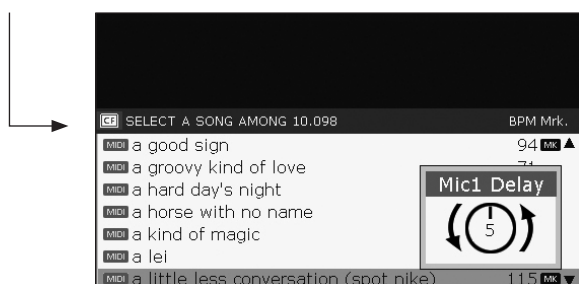 CF SELECT A SONG AMONG 10.098 BPM Mrk.
MIDI a good sign 94 MK
MIDI a groovy kind of love
MIDI a hard day's night
Mic1 Delay
5
MIDI a horse with no name
MIDI a kind of magic
MIDI a lei
MIDI a little less conversation (spot nike) 115 MK